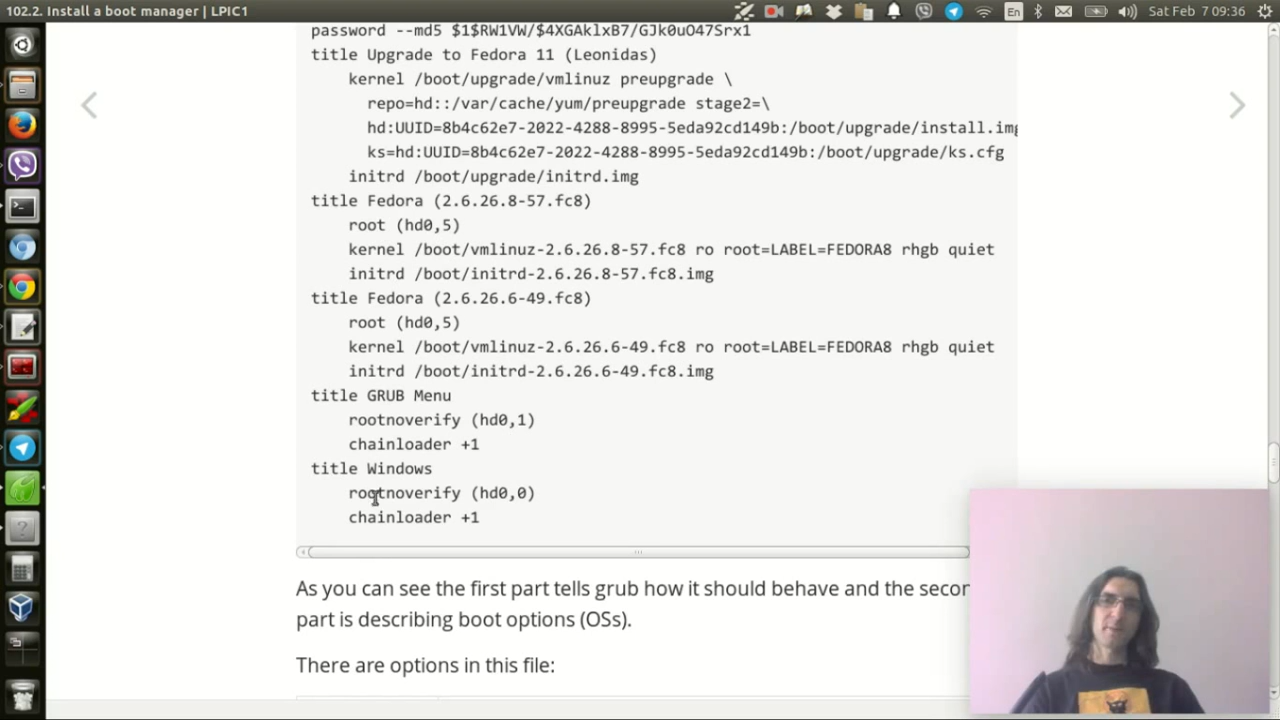 102.2. Install a boot manager | LPIC1
En
Sat Feb 7 09:36
password --md5 $1$RW1VW/$4XGAklxB7/GJk0uO47Srx1
title Upgrade to Fedora 11 (Leonidas)
kernel /boot/upgrade/vmlinuz preupgrade \
repo=hd::/var/cache/yum/preupgrade stage2=\
hd:UUID=8b4c62e7-2022-4288-8995-5eda92cd149b:/boot/upgrade/install.img
ks=hd:UUID=8b4c62e7-2022-4288-8995-5eda92cd149b:/boot/upgrade/ks.cfg
initrd /boot/upgrade/initrd.img
title Fedora (2.6.26.8-57.fc8)
root (hd0,5)
kernel /boot/vmlinuz-2.6.26.8-57.fc8 ro root=LABEL=FEDORA8 rhgb quiet
initrd /boot/initrd-2.6.26.8-57.fc8.img
title Fedora (2.6.26.6-49.fc8)
root (hd0,5)
kernel /boot/vmlinuz-2.6.26.6-49.fc8 ro root=LABEL=FEDORA8 rhgb quiet
initrd /boot/initrd-2.6.26.6-49.fc8.img
title GRUB Menu
rootnoverify (hd0,1)
chainloader +1
title Windows
rootnoverify (hd0,0)
chainloader +1
As you can see the first part tells grub how it should behave and the secon
part is describing boot options (OSs).
There are options in this file: